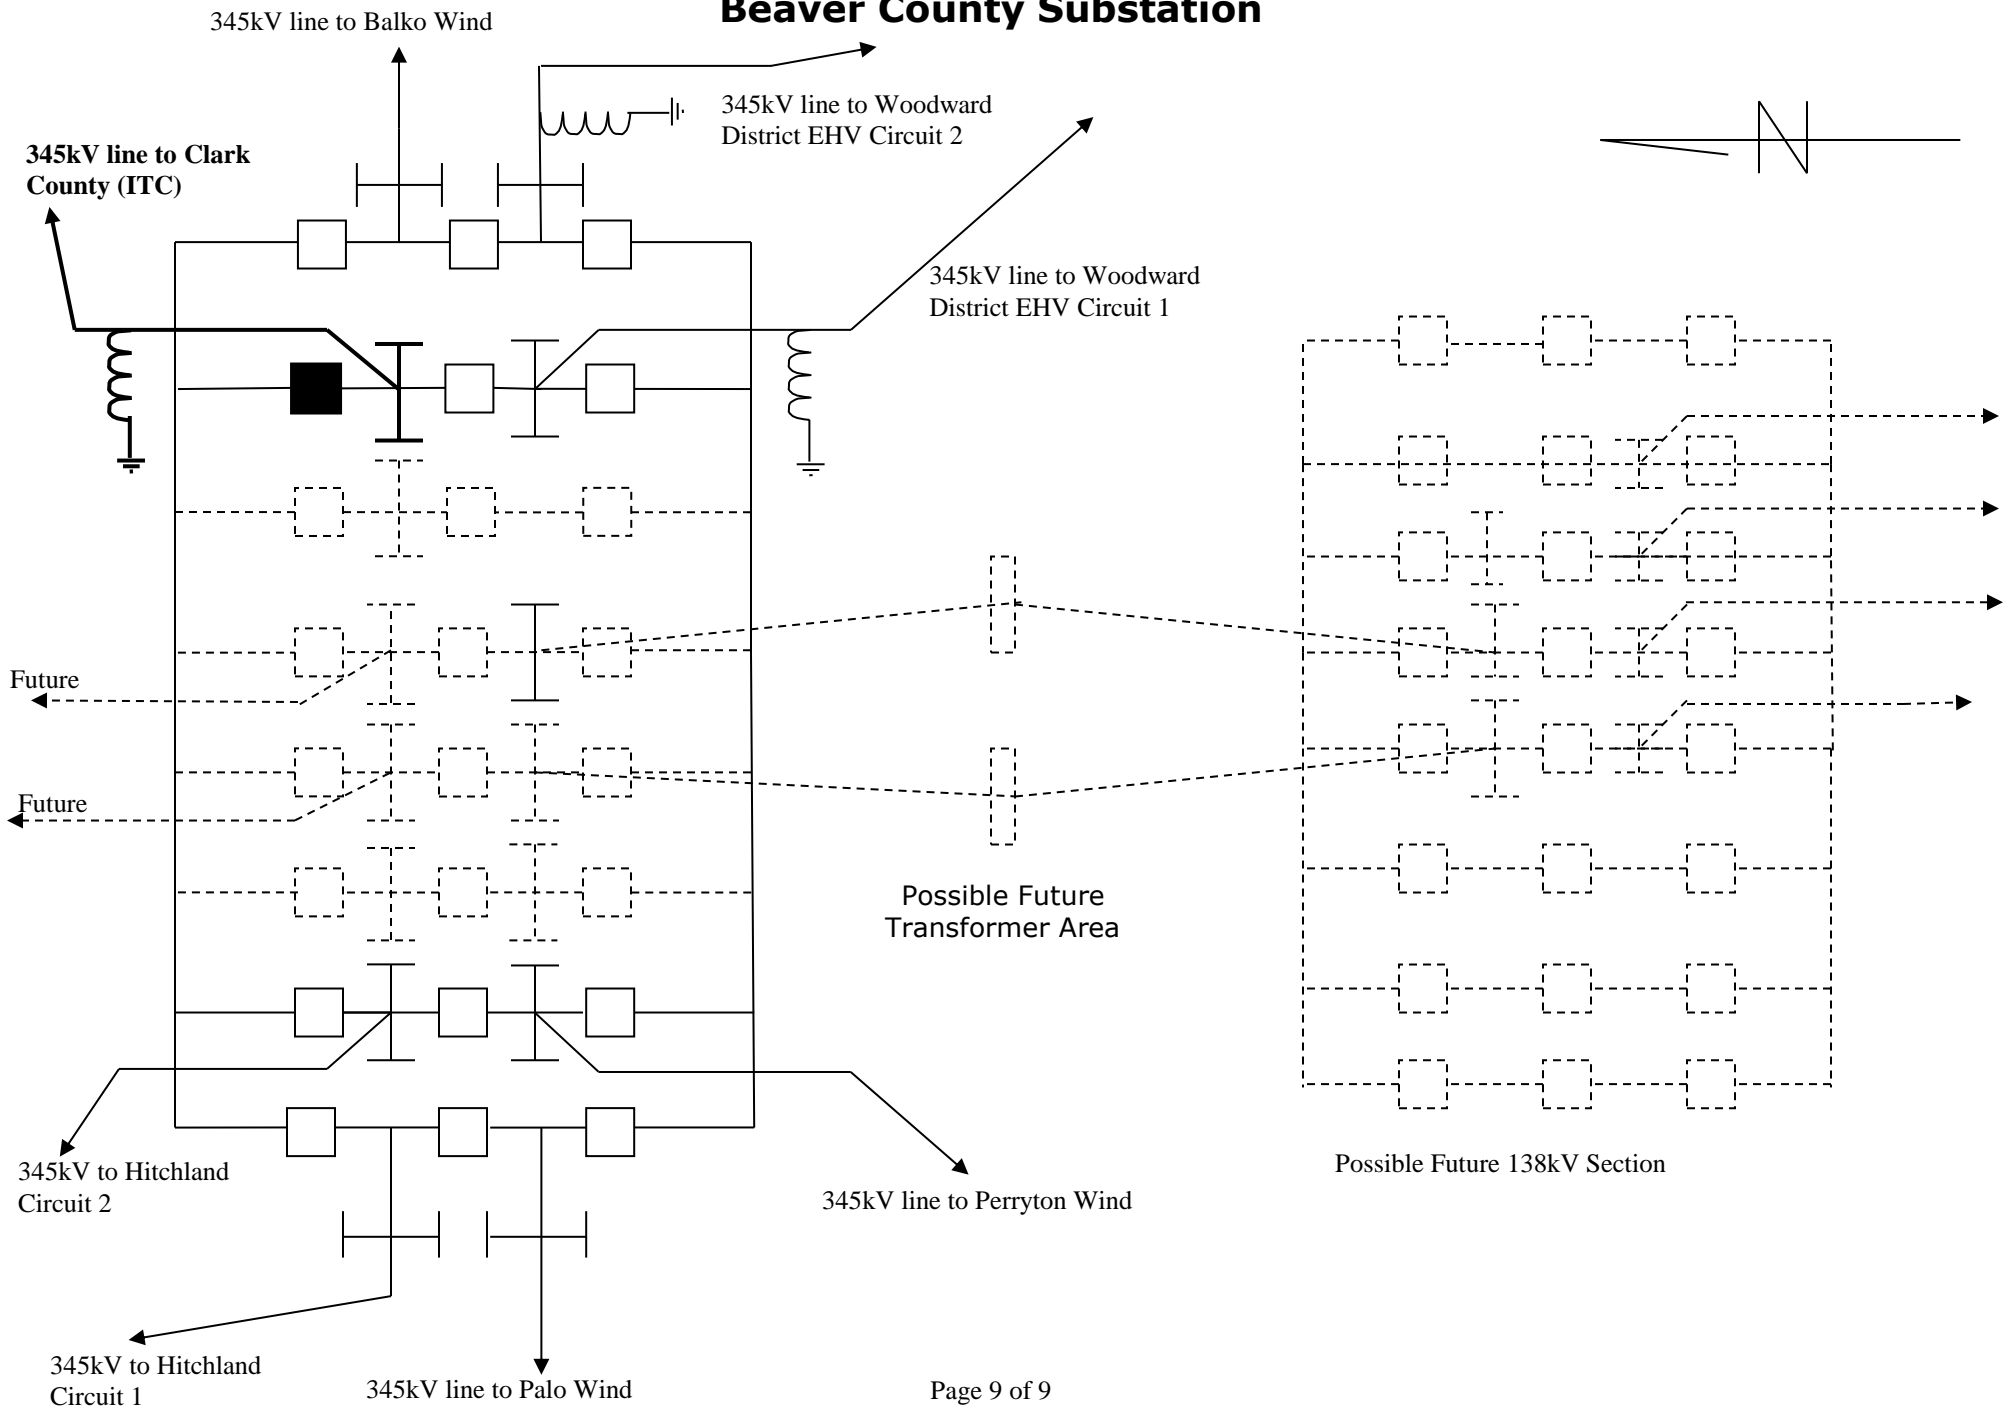 Beaver County Substation
345kV line to Balko Wind
345kV line to Woodward
District EHV Circuit 2
345kV line to Clark
County (ITC)
N
345kV line to Woodward
District EHV Circuit 1
Future
Future
Possible Future
Transformer Area
345kV to Hitchland
Circuit 2
345kV line to Perryton Wind
Possible Future 138kV Section
345kV to Hitchland
Circuit 1
345kV line to Palo Wind
Page 9 of 9